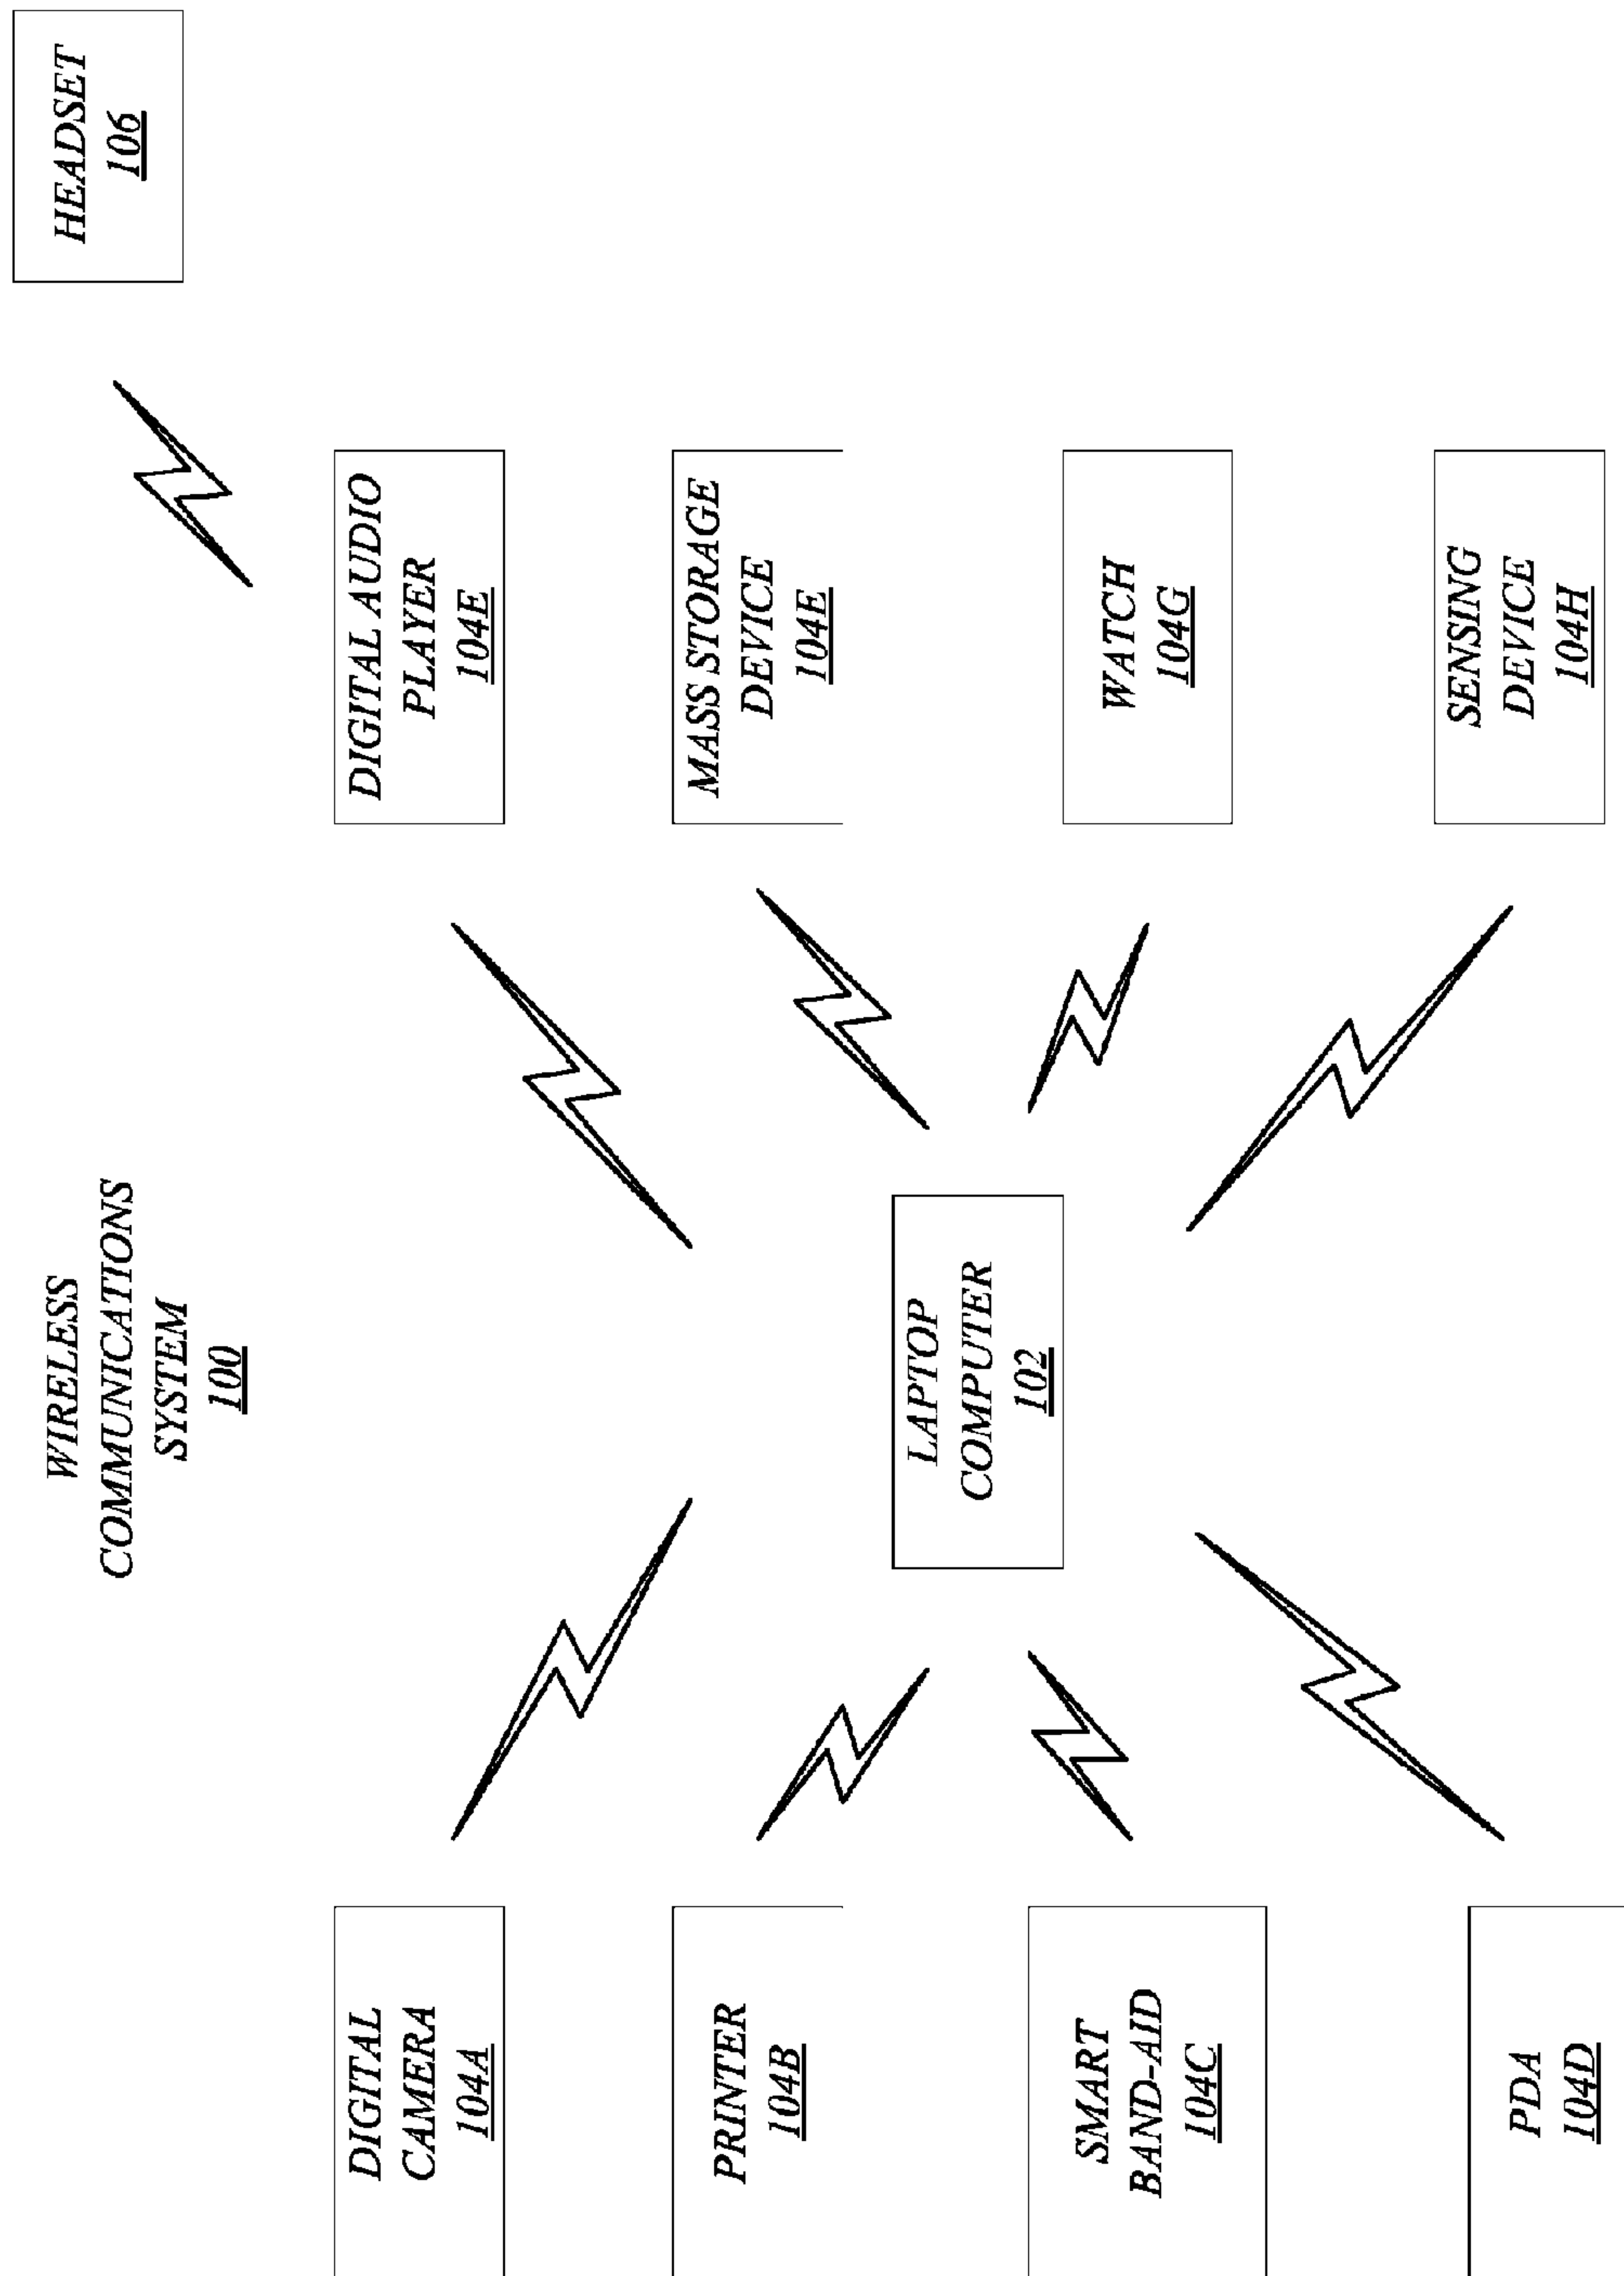 WIRELESS
COMMUNICATIONS
SYSTEM
100
HEADSET
106
DIGITAL
CAMERA
104A
DIGITAL AUDIO
PLAYER
104E
PRINTER
104B
MASS STORAGE
DEVICE
104E
LAPTOP
COMPUTER
102
SMART
BAND-AID
104C
WATCH
104G
PDA
104D
SENSING
DEVICE
104H